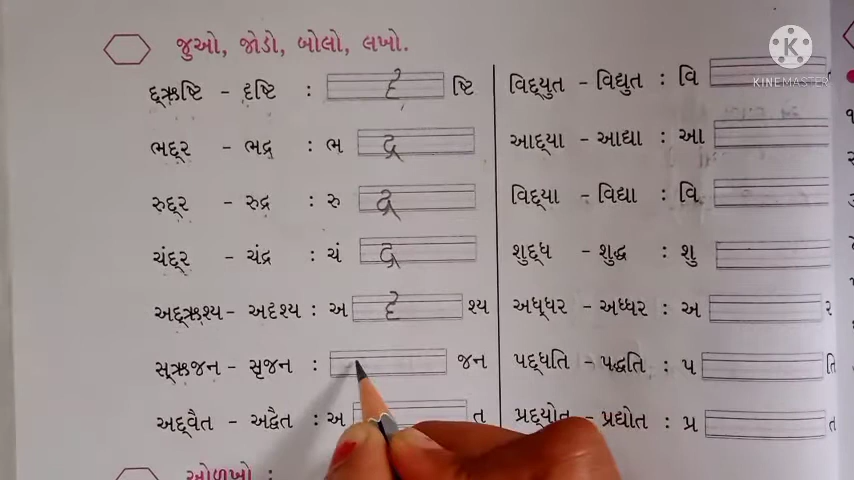 જુઓ, જોડો, બોલો, લખો.
દ્ઋષ્ટિ - દૃષ્ટિ : દૃ ષ્ટિ
ભદ્‌ર - ભદ્ર : ભ દ્ર
રુદ્‌ર - રુદ્ર : રુ દ્ર
ચંદ્‌ર - ચંદ્ર : ચં દ્ર
અદ્ઋશ્ય - અદૃશ્ય : અ દૃ શ્ય
સ્ઋજન - સૃજન : જન
અદ્‌વૈત - અદ્વૈત : અ ત
વિદ્‌યુત - વિદ્યુત : વિ
આદ્‌યા - આદ્યા : આ
વિદ્‌યા - વિદ્યા : વિ
શુદ્‌ધ - શુદ્ધ : શુ
અધ્‌ધર - અધ્ધર : અ ર
પદ્‌ધતિ - પદ્ધતિ : પ તિ
પ્રદ્‌યોત - પ્રદ્યોત : પ્ર ત
ઓળખો :
KINEMASTER